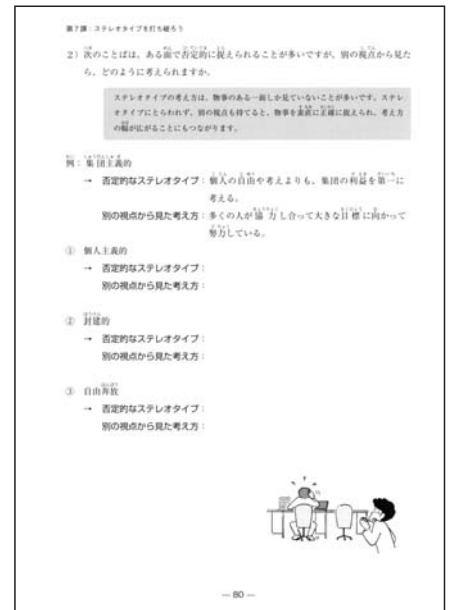 第7課：ステレオタイプを打ち破ろう
2）次のことばは、ある面で否定的に捉えられることが多いですが、別の視点から見た
ら、どのように考えられますか。
ステレオタイプの考え方は、物事のある一面しか見ていないことが多いです。ステレ
オタイプにとらわれず、別の視点も持てると、物事を素直に正確に捉えられ、考え方
の幅が広がることにもつながります。
例：集団主義的
→ 否定的なステレオタイプ：個人の自由や考えよりも、集団の利益を第一に
考える。
別の視点から見た考え方：多くの人が協力し合って大きな目標に向かって
努力している。
① 個人主義的
→ 否定的なステレオタイプ：
別の視点から見た考え方：
② 封建的
→ 否定的なステレオタイプ：
別の視点から見た考え方：
③ 自由奔放
→ 否定的なステレオタイプ：
別の視点から見た考え方：
? ? ?
— 80 —